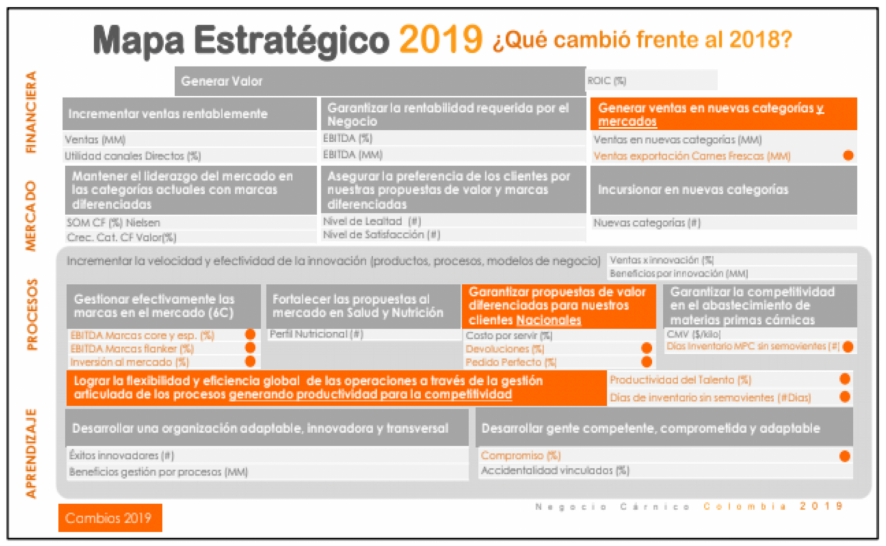 Mapa Estratégico 2019 ¿Qué cambió frente al 2018?
FINANCIERA
Generar Valor
ROIC (%)
Incrementar ventas rentablemente
Ventas (MM)
Utilidad canales Directos (%)
Garantizar la rentabilidad requerida por el
Negocio
EBITDA (%)
EBITDA (MM)
Generar ventas en nuevas categorías y
mercados
Ventas en nuevas categorías (MM)
Ventas exportación Carnes Frescas (MM)
MERCADO
Mantener el liderazgo del mercado en
las categorías actuales con marcas
diferenciadas
SOM CF (%) Nielsen
Crec. Cat. CF Valor(%)
Asegurar la preferencia de los clientes por
nuestras propuestas de valor y marcas
diferenciadas
Nivel de Lealtad (#)
Nivel de Satisfacción (#)
Incursionar en nuevas categorías
Nuevas categorías (#)
PROCESOS
Incrementar la velocidad y efectividad de la innovación (productos, procesos, modelos de negocio)
Ventas x innovación (%)
Beneficios por innovación (MM)
Gestionar efectivamente las
marcas en el mercado (6C)
EBITDA Marcas core y esp. (%)
EBITDA Marcas flanker (%)
Inversión al mercado (%)
Fortalecer las propuestas al
mercado en Salud y Nutrición
Perfil Nutricional (#)
Garantizar propuestas de valor
diferenciadas para nuestros
clientes Nacionales
Costo por servir (%)
Devoluciones (%)
Pedido Perfecto (%)
Garantizar la competitividad
en el abastecimiento de
materias primas cárnicas
CMV ($/kilo)
Días Inventario MPC sin semovientes (#)
Lograr la flexibilidad y eficiencia global de las operaciones a través de la gestión
articulada de los procesos generando productividad para la competitividad
Productividad del Talento (%)
Días de inventario sin semovientes (#Días)
APRENDIZAJE
Desarrollar una organización adaptable, innovadora y transversal
Éxitos innovadores (#)
Beneficios gestión por procesos (MM)
Desarrollar gente competente, comprometida y adaptable
Compromiso (%)
Accidentalidad vinculados (%)
Cambios 2019
Negocio Cárnico Colombia 2019